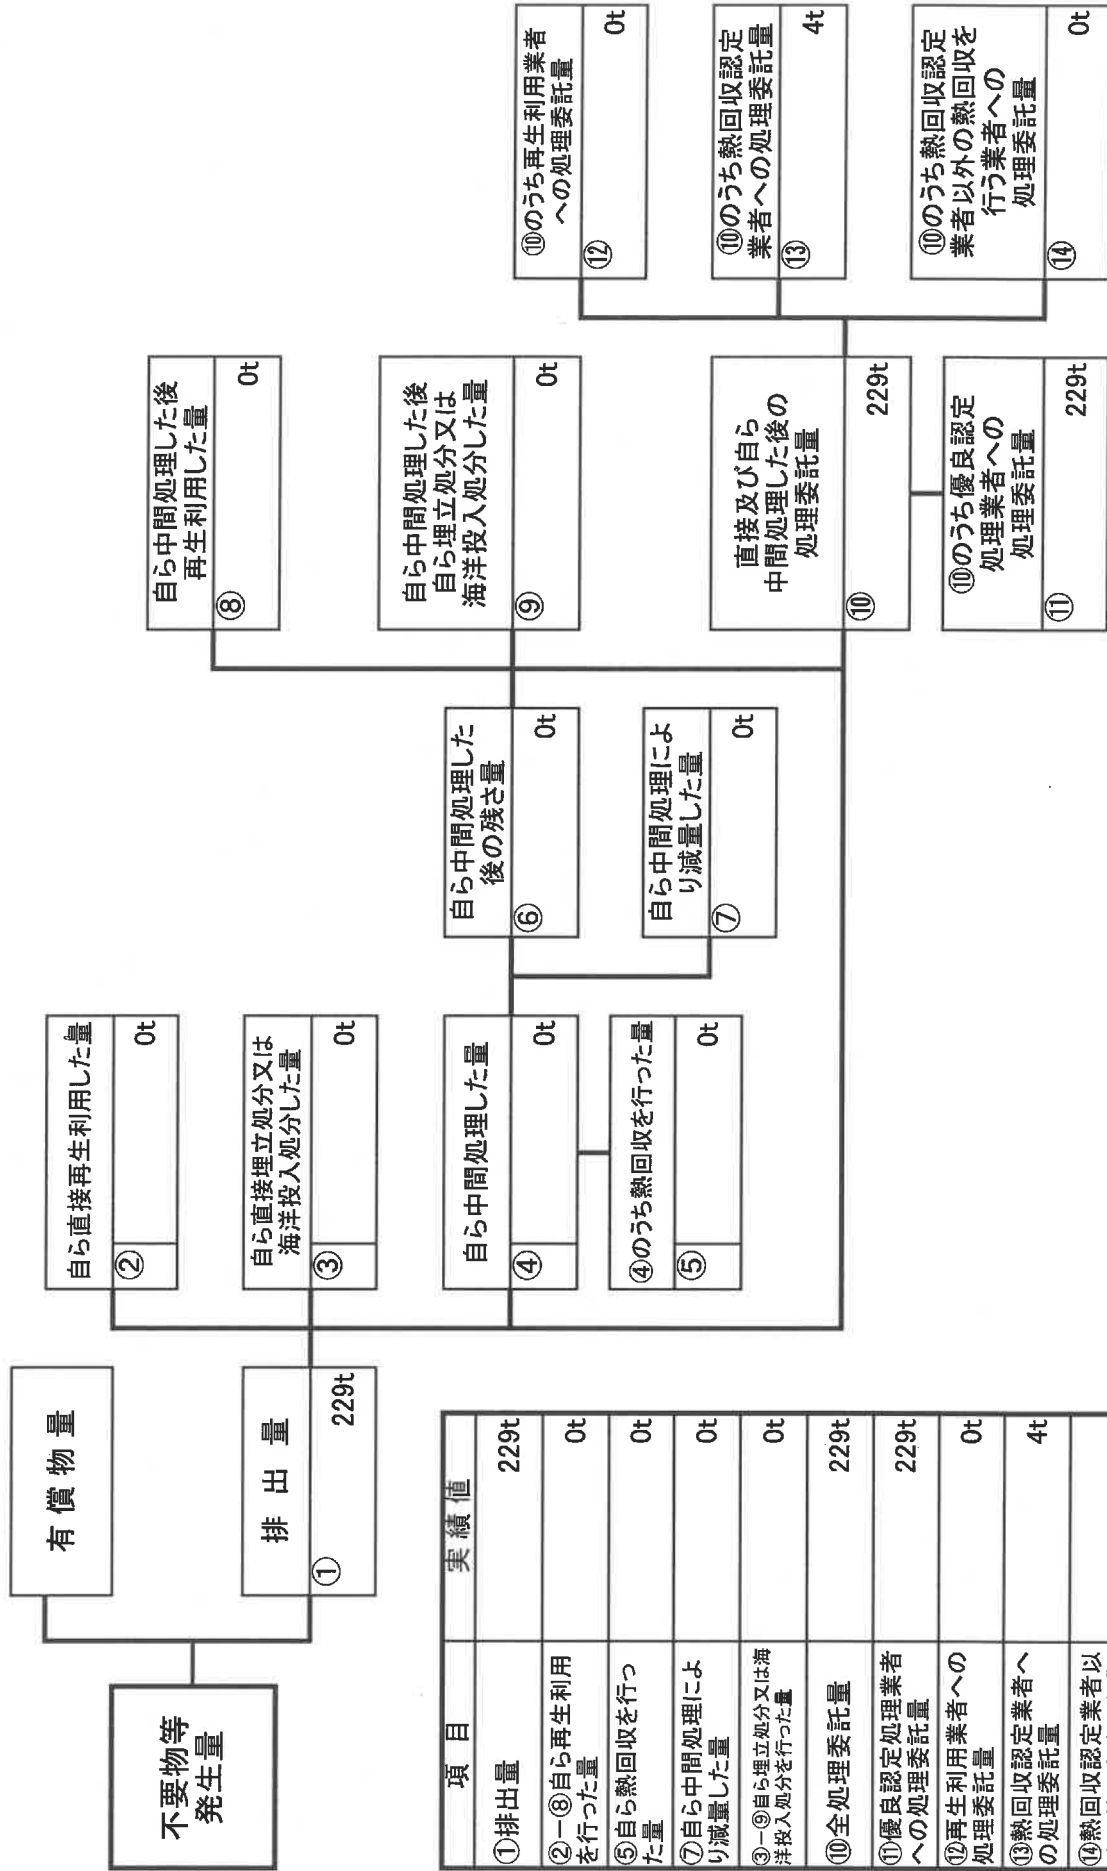 不要物等
発生量
有償物量
排出量
①
229t
自ら直接再生利用した量
②
0t
自ら直接埋立処分又は
海洋投入処分した量
③
0t
自ら中間処理した量
④
0t
④のうち熱回収を行った量
⑤
0t
自ら中間処理した
後の残さ量
⑥
0t
自ら中間処理によ
り減量した量
⑦
0t
自ら中間処理した後
再生利用した量
⑧
0t
自ら中間処理した後
自ら埋立処分又は
海洋投入処分した量
⑨
0t
直接及び自ら
中間処理した後の
処理委託量
⑩
229t
⑩のうち優良認定
処理業者への
処理委託量
⑪
229t
⑩のうち再生利用業者
への処理委託量
⑫
0t
⑩のうち熱回収認定
業者への処理委託量
⑬
4t
⑩のうち熱回収認定
業者以外の熱回収を
行う業者への
処理委託量
⑭
0t
項目 実績値
①排出量 229t
②－⑧自ら再生利用
を行った量 0t
⑤自ら熱回収を行っ
た量 0t
⑦自ら中間処理によ
り減量した量 0t
③－⑨自ら埋立処分又は海
洋投入処分を行った量 0t
⑩全処理委託量 229t
⑪優良認定処理業者
への処理委託量 229t
⑫再生利用業者への
処理委託量 0t
⑬熱回収認定業者へ
の処理委託量 4t
⑭熱回収認定業者以